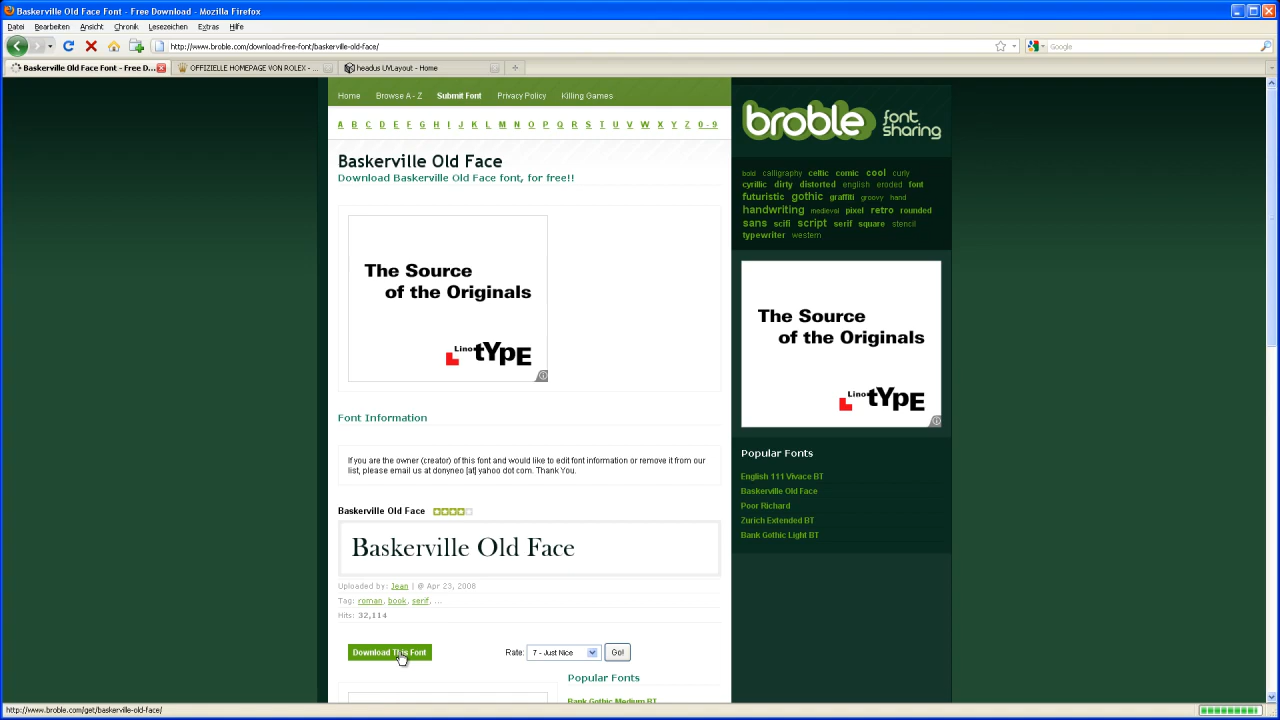 Baskerville Old Face Font - Free Download - Mozilla Firefox
Datei Bearbeiten Ansicht Chronik Lesezeichen Extras Hilfe
http://www.broble.com/download-free-font/baskerville-old-face/
Google
Baskerville Old Face Font - Free D...
OFFIZIELLE HOMEPAGE VON ROLEX - ...
headus UVLayout - Home
Home Browse A - Z Submit Font Privacy Policy Killing Games
A B C D E F G H I J K L M N O P Q R S T U V W X Y Z 0 - 9
Baskerville Old Face
Download Baskerville Old Face font, for free!!
The Source
of the Originals
Linotype
Font Information
If you are the owner (creator) of this font and would like to edit font information or remove it from our
list, please email us at donyneo [at] yahoo dot com. Thank You.
Baskerville Old Face
Baskerville Old Face
Uploaded by: Jean | @ Apr 23, 2008
Tag: roman, book, serif, ...
Hits: 32,114
Download This Font
Rate: 7 - Just Nice Go!
Popular Fonts
Bank Gothic Medium BT
broble font
sharing
bold calligraphy celtic comic cool curly
cyrillic dirty distorted english eroded font
futuristic gothic graffiti groovy hand
handwriting medieval pixel retro rounded
sans scifi script serif square stencil
typewriter western
The Source
of the Originals
Linotype
Popular Fonts
English 111 Vivace BT
Baskerville Old Face
Poor Richard
Zurich Extended BT
Bank Gothic Light BT
http://www.broble.com/get/baskerville-old-face/